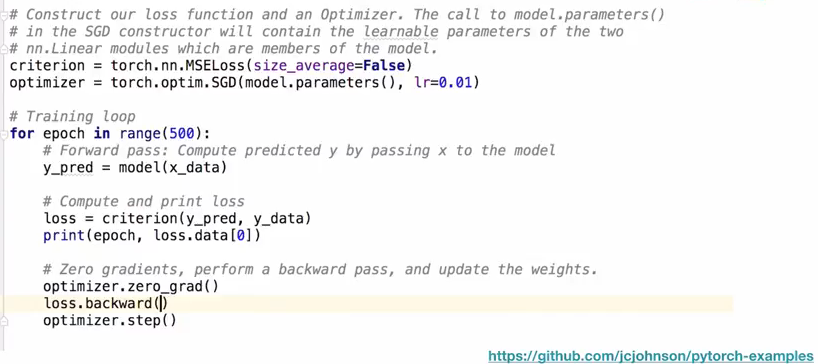 # Construct our loss function and an Optimizer. The call to model.parameters()
# in the SGD constructor will contain the learnable parameters of the two
# nn.Linear modules which are members of the model.
criterion = torch.nn.MSELoss(size_average=False)
optimizer = torch.optim.SGD(model.parameters(), lr=0.01)

# Training loop
for epoch in range(500):
    # Forward pass: Compute predicted y by passing x to the model
    y_pred = model(x_data)

    # Compute and print loss
    loss = criterion(y_pred, y_data)
    print(epoch, loss.data[0])

    # Zero gradients, perform a backward pass, and update the weights.
    optimizer.zero_grad()
    loss.backward()
    optimizer.step()
https://github.com/jcjohnson/pytorch-examples